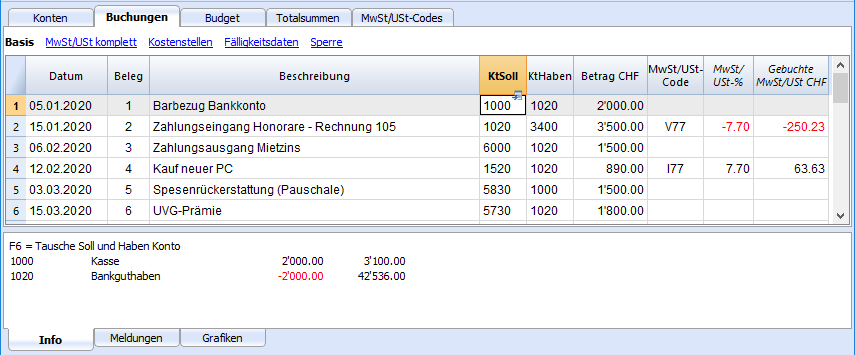 Konten Buchungen Budget Totalsummen MwSt/USt-Codes
Basis MwSt/USt komplett Kostenstellen Fälligkeitsdaten Sperre
Datum Beleg Beschreibung KtSoll KtHaben Betrag CHF MwSt/USt-Code MwSt/USt-% Gebuchte MwSt/USt CHF
1 05.01.2020 1 Barbezug Bankkonto 1000 1020 2'000.00
2 15.01.2020 2 Zahlungseingang Honorare - Rechnung 105 1020 3400 3'500.00 V77 -7.70 -250.23
3 06.02.2020 3 Zahlungsausgang Mietzins 6000 1020 1'500.00
4 12.02.2020 4 Kauf neuer PC 1520 1020 890.00 I77 7.70 63.63
5 03.03.2020 5 Spesenrückerstattung (Pauschale) 5830 1000 1'500.00
6 15.03.2020 6 UVG-Prämie 5730 1020 1'800.00
F6 = Tausche Soll und Haben Konto
1000 Kasse 2'000.00 3'100.00
1020 Bankguthaben -2'000.00 42'536.00
Info Meldungen Grafiken